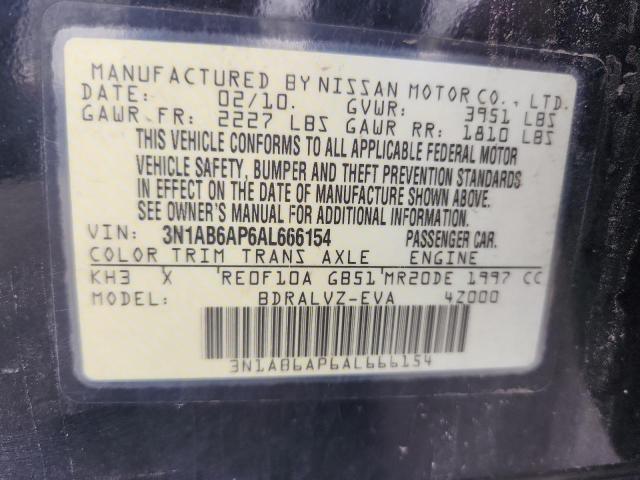 MANUFACTURED BY NISSAN MOTOR CO., LTD.
DATE: 02/10. GVWR: 3951 LBS
GAWR FR: 2227 LBS GAWR RR: 1810 LBS
THIS VEHICLE CONFORMS TO ALL APPLICABLE FEDERAL MOTOR
VEHICLE SAFETY, BUMPER AND THEFT PREVENTION STANDARDS
IN EFFECT ON THE DATE OF MANUFACTURE SHOWN ABOVE.
SEE OWNER'S MANUAL FOR ADDITIONAL INFORMATION.
VIN: 3N1AB6AP6AL666154 PASSENGER CAR.
COLOR TRIM TRANS AXLE ENGINE
KH3 X RE0F10A GB51 MR20DE 1997 CC
MODEL: BDRALVZ-EVA 4Z000
3N1AB6AP6AL666154